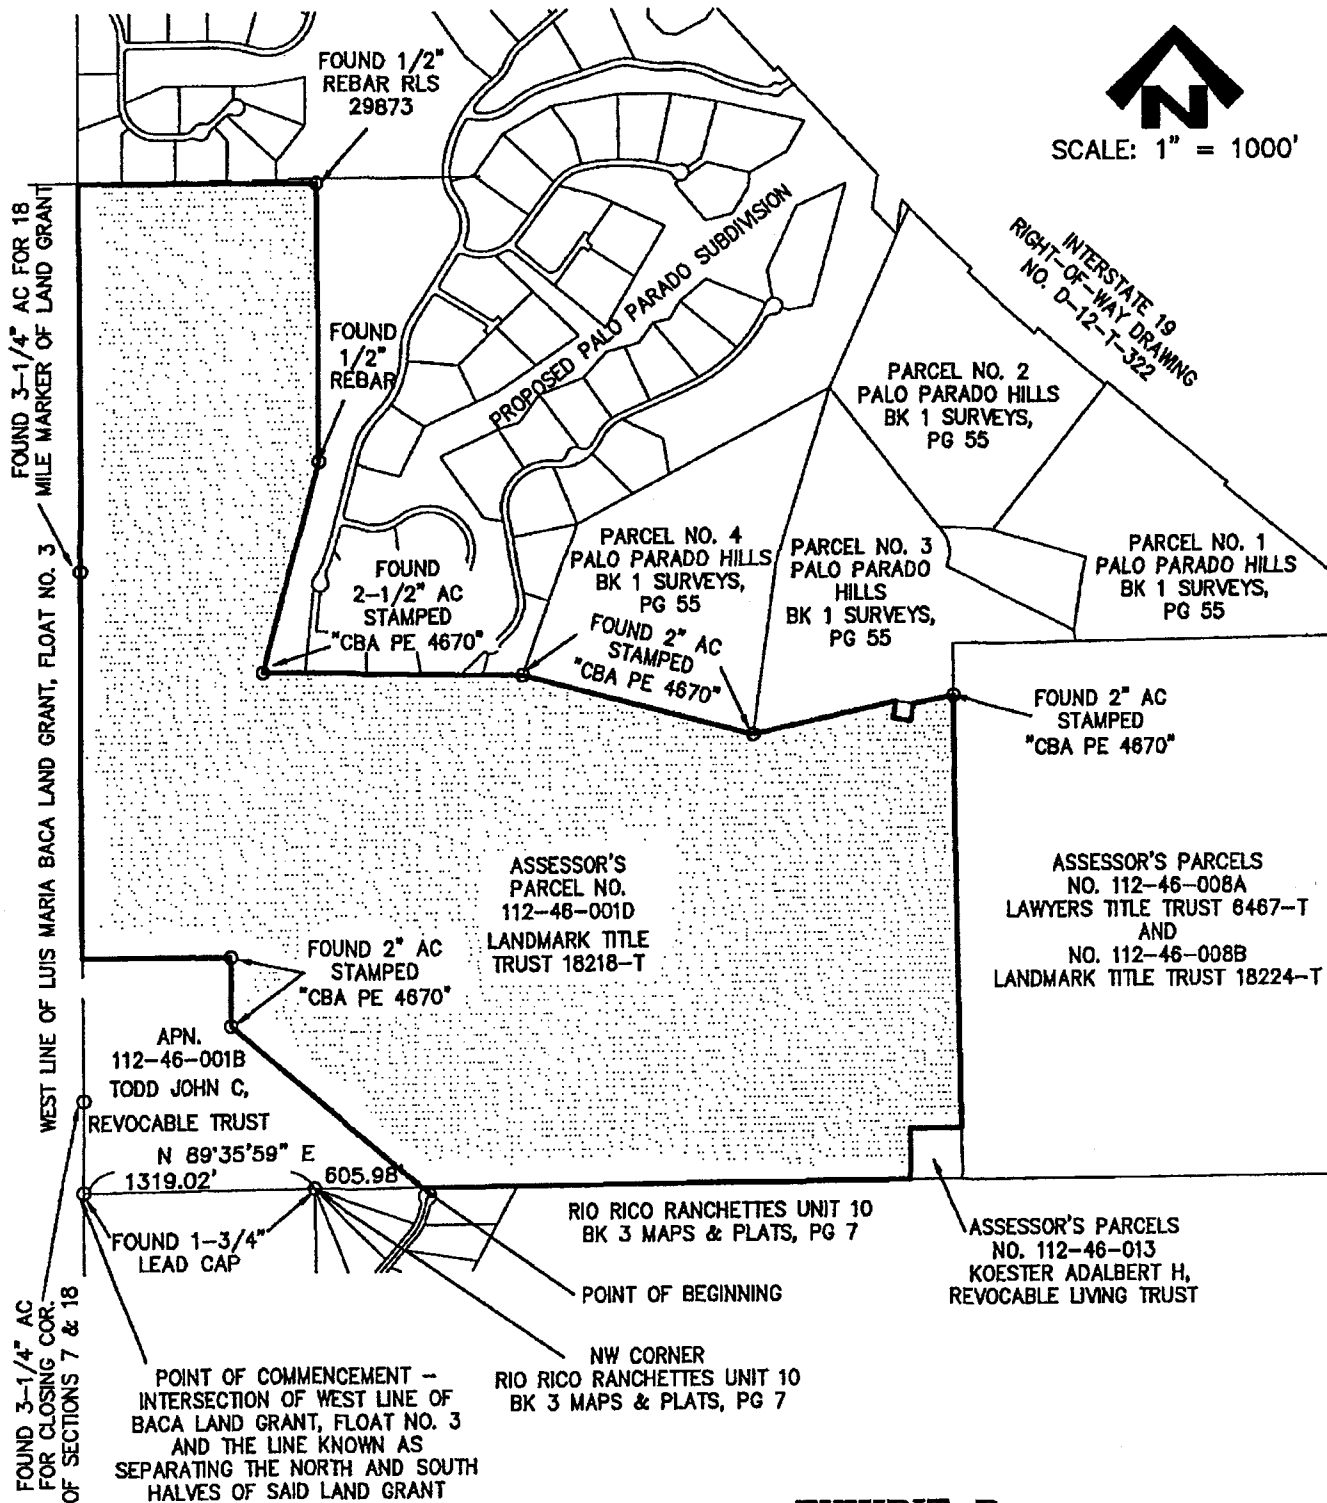 FOUND 1/2"
REBAR RLS
29873
N
SCALE: 1" = 1000'
FOUND 3-1/4" AC FOR 18
MILE MARKER OF LAND GRANT
INTERSTATE 19
RIGHT-OF-WAY DRAWING
NO. D-12-T-322
PROPOSED PALO PARADO SUBDIVISION
FOUND
1/2"
REBAR
PARCEL NO. 2
PALO PARADO HILLS
BK 1 SURVEYS,
PG 55
PARCEL NO. 4
PALO PARADO HILLS
BK 1 SURVEYS,
PG 55
PARCEL NO. 3
PALO PARADO
HILLS
BK 1 SURVEYS,
PG 55
PARCEL NO. 1
PALO PARADO HILLS
BK 1 SURVEYS,
PG 55
FOUND
2-1/2" AC
STAMPED
"CBA PE 4670"
FOUND 2" AC
STAMPED
"CBA PE 4670"
FOUND 2" AC
STAMPED
"CBA PE 4670"
WEST LINE OF LUIS MARIA BACA LAND GRANT, FLOAT NO. 3
ASSESSOR'S
PARCEL NO.
112-46-001D
LANDMARK TITLE
TRUST 18218-T
ASSESSOR'S PARCELS
NO. 112-46-008A
LAWYERS TITLE TRUST 6467-T
AND
NO. 112-46-008B
LANDMARK TITLE TRUST 18224-T
FOUND 2" AC
STAMPED
"CBA PE 4670"
APN.
112-46-001B
TODD JOHN C,
REVOCABLE TRUST
N 89°35'59" E
1319.02'
605.98'
FOUND 1-3/4"
LEAD CAP
RIO RICO RANCHETTES UNIT 10
BK 3 MAPS & PLATS, PG 7
ASSESSOR'S PARCELS
NO. 112-46-013
KOESTER ADALBERT H,
REVOCABLE LIVING TRUST
POINT OF BEGINNING
NW CORNER
RIO RICO RANCHETTES UNIT 10
BK 3 MAPS & PLATS, PG 7
FOUND 3-1/4" AC
FOR CLOSING COR.
OF SECTIONS 7 & 18
POINT OF COMMENCEMENT -
INTERSECTION OF WEST LINE OF
BACA LAND GRANT, FLOAT NO. 3
AND THE LINE KNOWN AS
SEPARATING THE NORTH AND SOUTH
HALVES OF SAID LAND GRANT